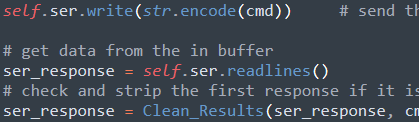 self.ser.write(str.encode(cmd)) # send th
# get data from the in buffer
ser_response = self.ser.readlines()
# check and strip the first response if it is
ser_response = Clean_Results(ser_response, cm